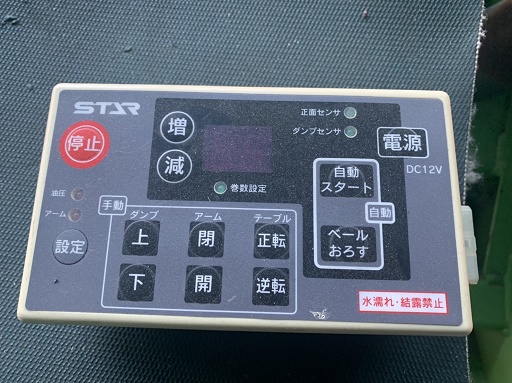 STAR
停止
増
減
正面センサ
ダンプセンサ
電源
DC12V
巻数設定
自動
スタート
自動
ベール
おろす
油圧
アーム
設定
手動
ダンプ
アーム
テーブル
上
閉
正転
下
開
逆転
水濡れ・結露禁止